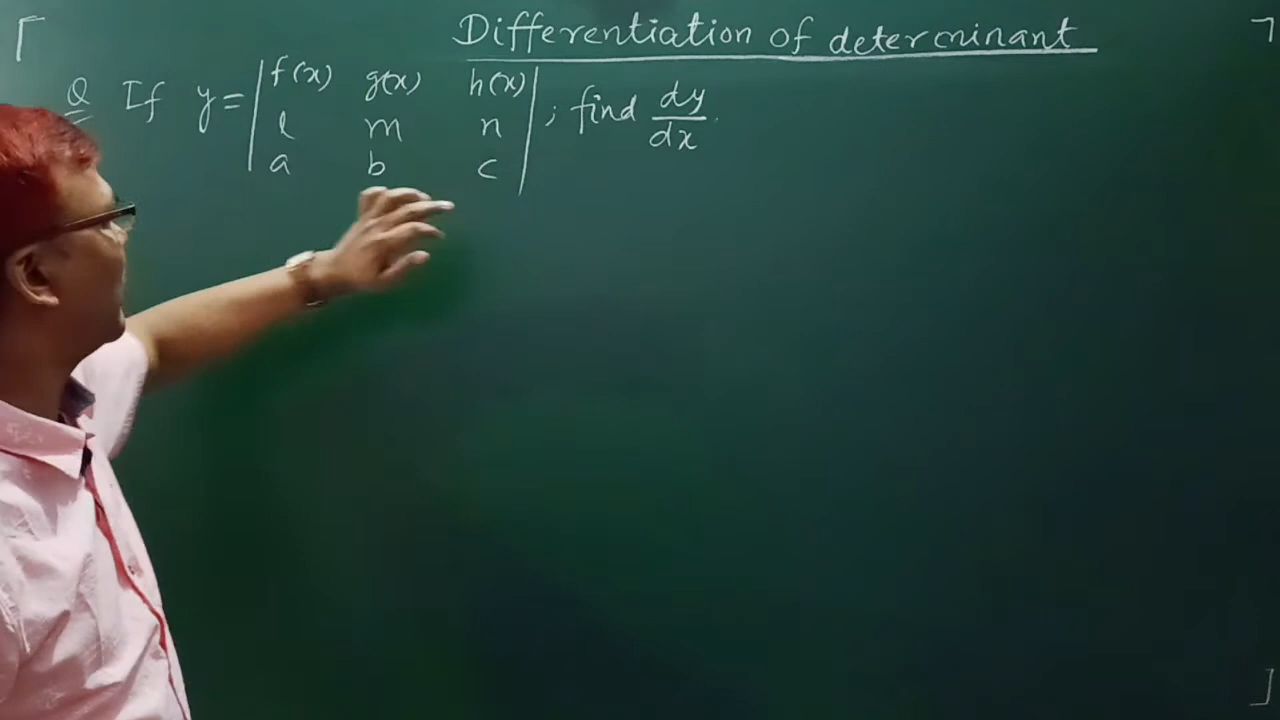 Differentiation of determinant
Q If y = | f(x) g(x) h(x) | ; find dy/dx.
l m n
a b c